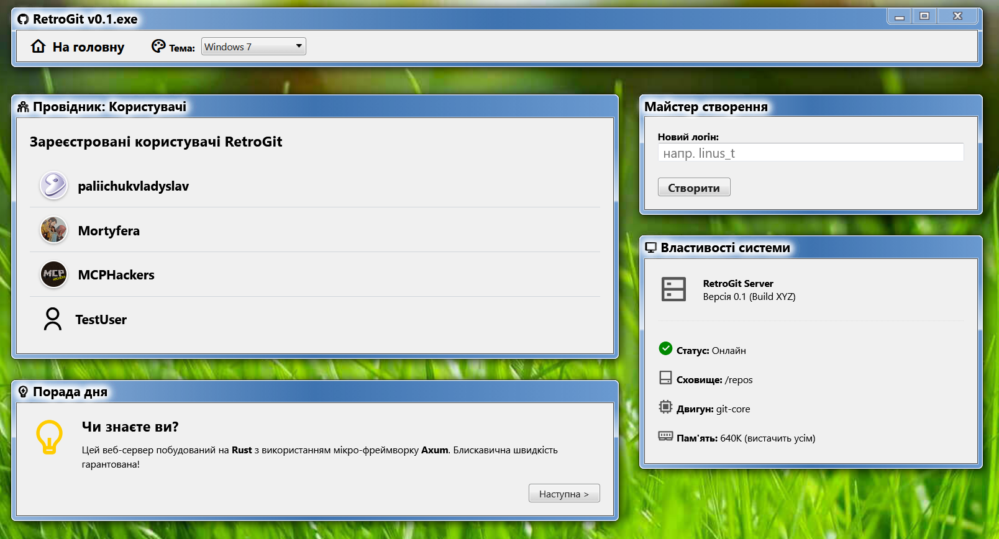 RetroGit v0.1.exe
На головну
Тема:
Windows 7
Провідник: Користувачі
Зареєстровані користувачі RetroGit
paliichukvladyslav
Mortyfera
MCP
HACKERS
MCPHackers
TestUser
Порада дня
Чи знаєте ви?
Цей веб-сервер побудований на Rust з використанням мікро-фреймворку Axum. Блискавична швидкість
гарантована!
Наступна >
Майстер створення
Новий логін:
напр. linus_t
Створити
Властивості системи
RetroGit Server
Версія 0.1 (Build XYZ)
Статус: Онлайн
Сховище: /repos
Двигун: git-core
Пам'ять: 640K (вистачить усім)